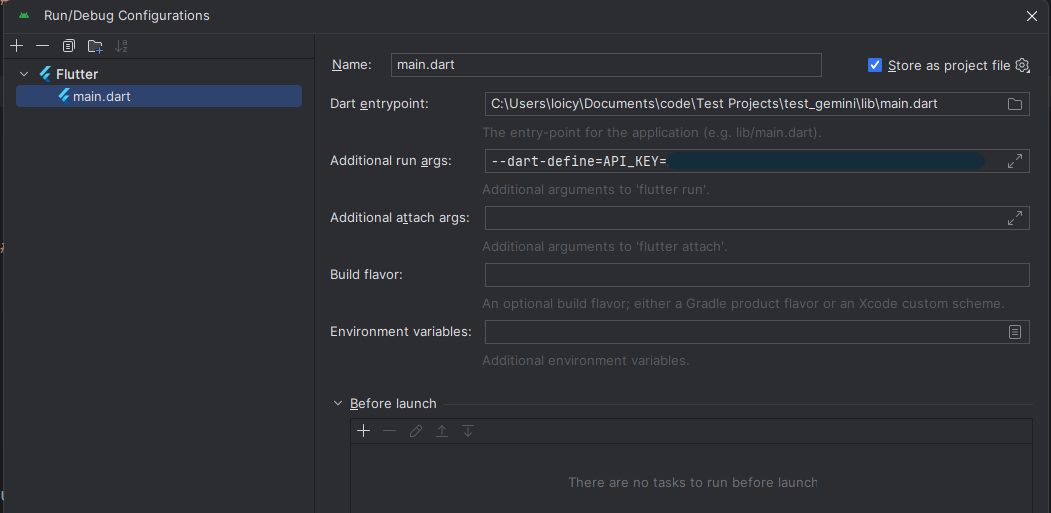 Run/Debug Configurations
Flutter
main.dart
Name: main.dart
Store as project file
Dart entrypoint: C:\Users\loicy\Documents\code\Test Projects\test_gemini\lib\main.dart
The entry-point for the application (e.g. lib/main.dart).
Additional run args: --dart-define=API_KEY=
Additional arguments to 'flutter run'.
Additional attach args:
Additional arguments to 'flutter attach'.
Build flavor:
An optional build flavor; either a Gradle product flavor or an Xcode custom scheme.
Environment variables:
Additional environment variables.
Before launch
There are no tasks to run before launch